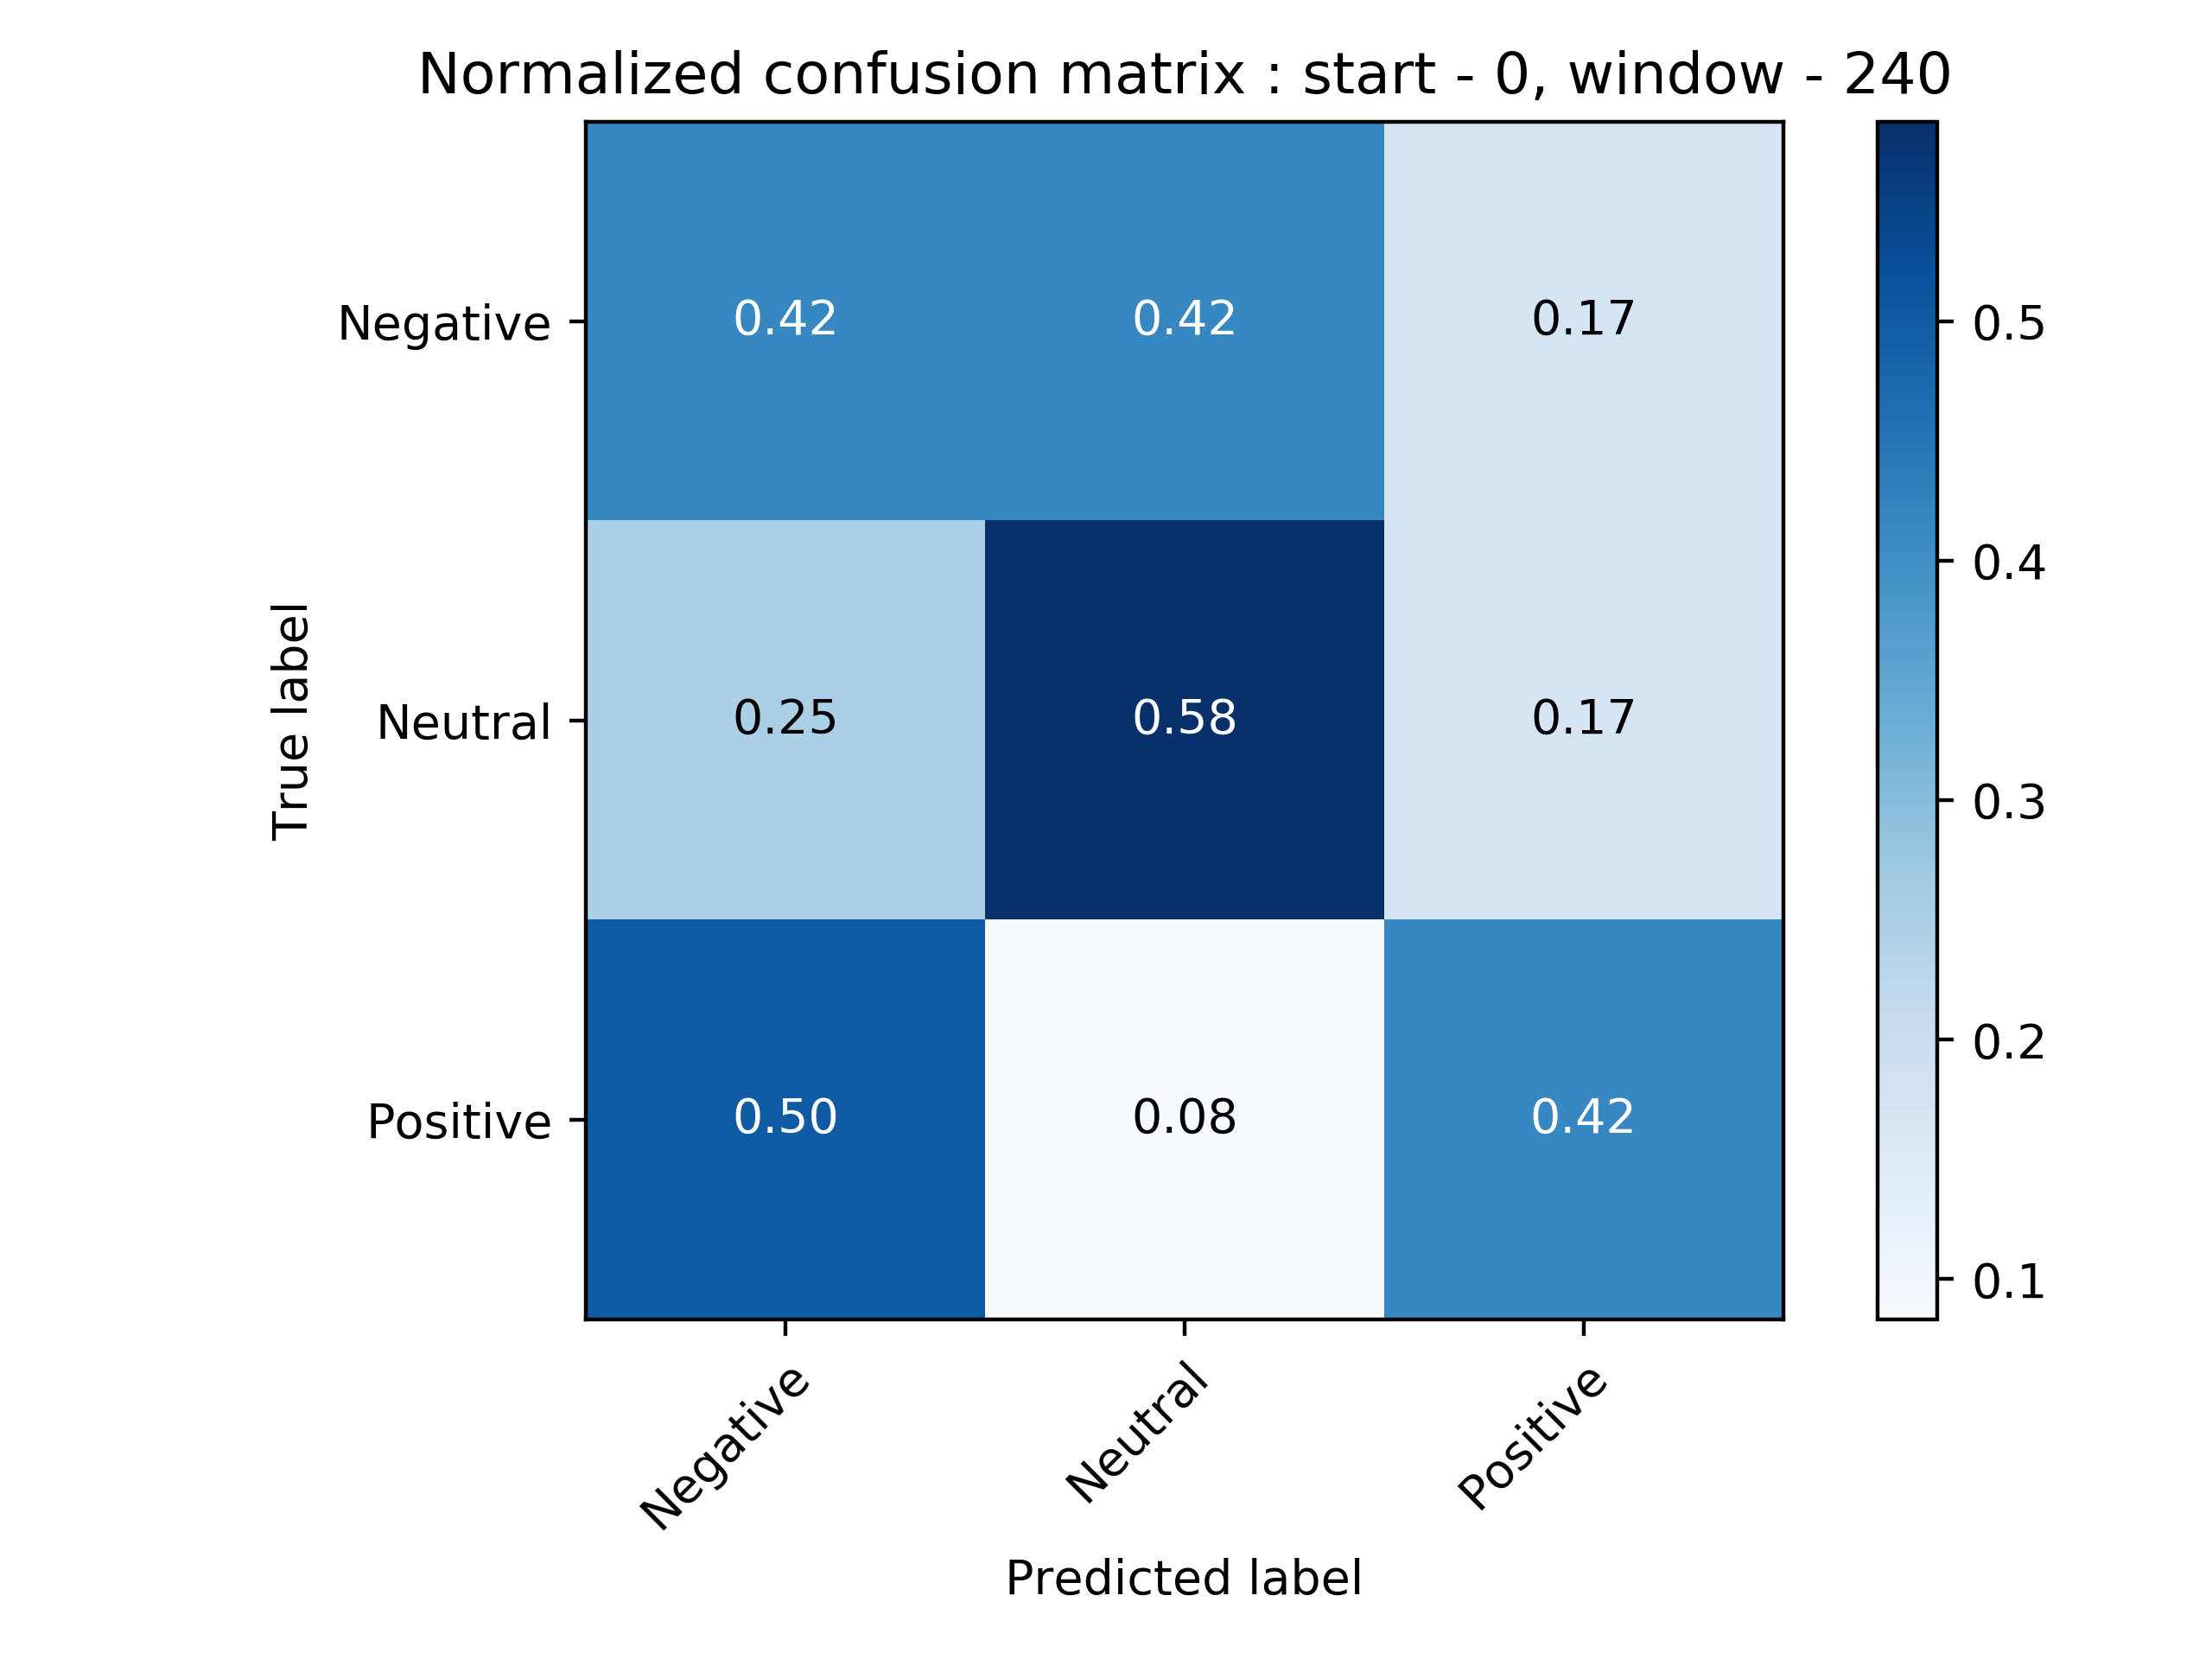 Normalized confusion matrix : start - 0, window - 240
Negative 0.42 0.42 0.17
Neutral 0.25 0.58 0.17
Positive 0.50 0.08 0.42
True label
Negative Neutral Positive
Predicted label
0.5
0.4
0.3
0.2
0.1